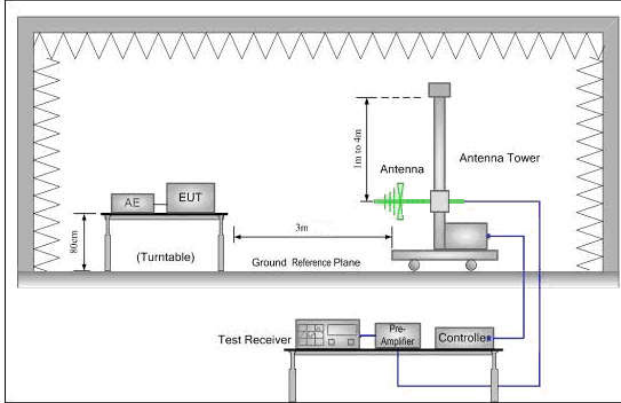 1m to 4m
Antenna
Antenna Tower
AE
EUT
80cm
(Turntable)
3m
Ground Reference Plane
Test Receiver
Pre-
Amplifier
Controller